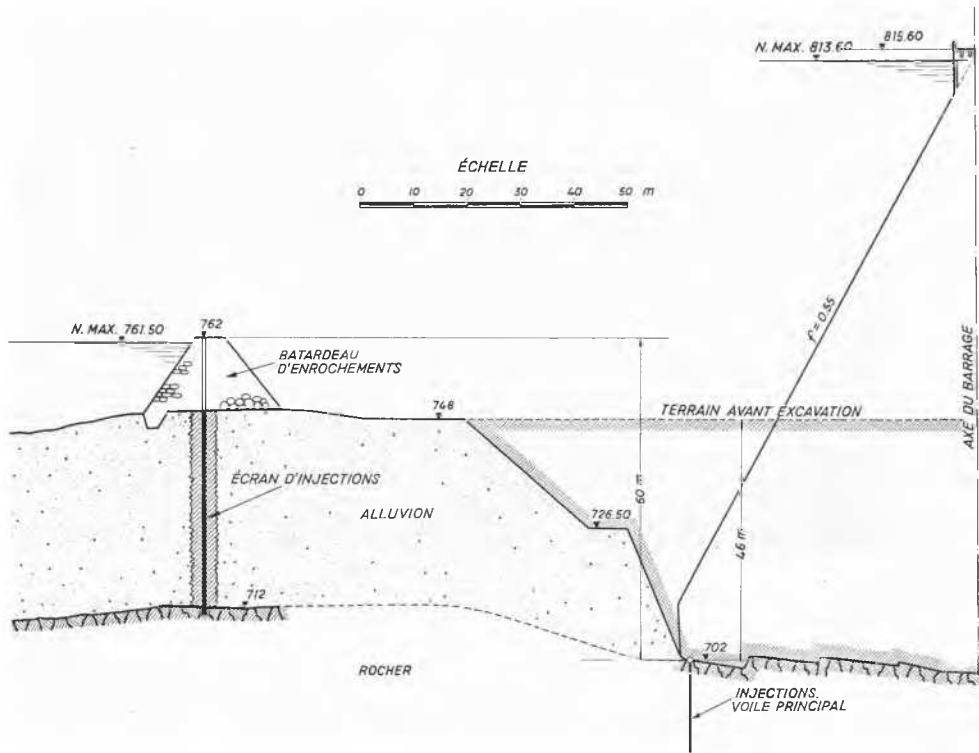 815.60
N. MAX. 813.60
ÉCHELLE
0 10 20 30 40 50 m
f = 0.55
N. MAX. 761.50
762
BATARDEAU
D'ENROCHEMENTS
748
TERRAIN AVANT EXCAVATION
AXE DU BARRAGE
ÉCRAN D'INJECTIONS
ALLUVION
726.50
60 m
46 m
712
702
ROCHER
INJECTIONS.
VOILE PRINCIPAL